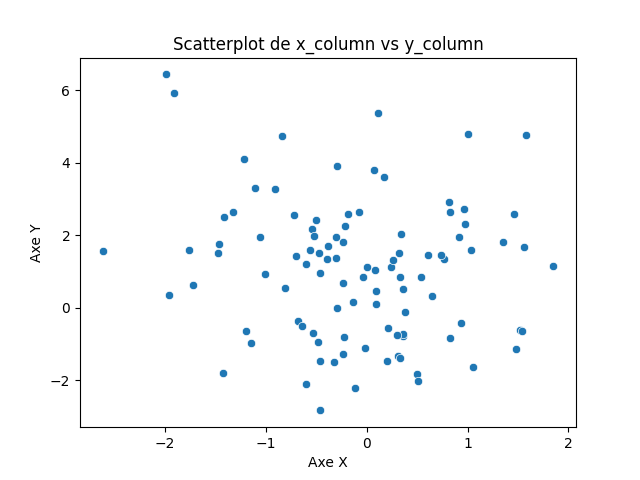 Scatterplot de x_column vs y_column
Axe Y
6
4
2
0
−2
−2 −1 0 1 2
Axe X